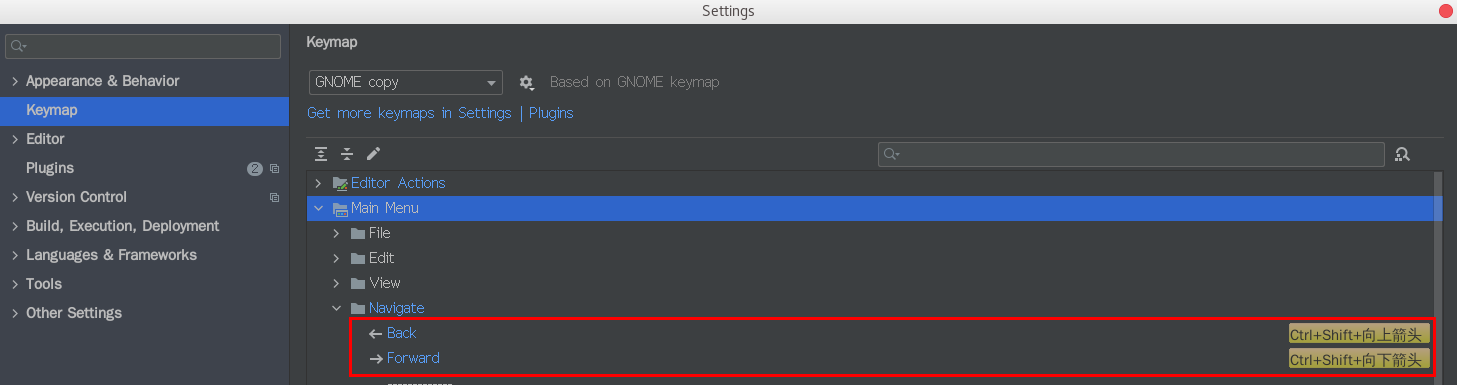 Settings
Keymap
GNOME copy Based on GNOME keymap
Get more keymaps in Settings | Plugins
Appearance & Behavior
Keymap
Editor
Plugins 2
Version Control
Build, Execution, Deployment
Languages & Frameworks
Tools
Other Settings
Editor Actions
Main Menu
File
Edit
View
Navigate
Back Ctrl+Shift+向上箭头
Forward Ctrl+Shift+向下箭头